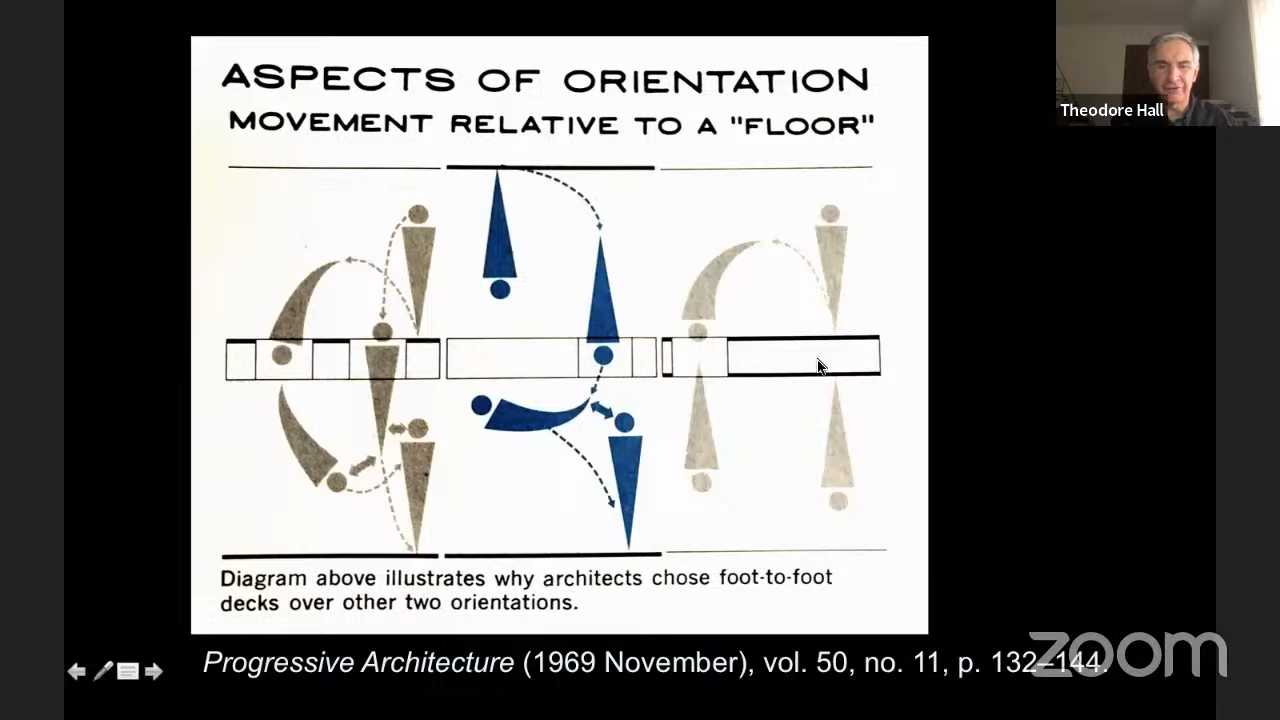 ASPECTS OF ORIENTATION
MOVEMENT RELATIVE TO A "FLOOR"
Theodore Hall
Diagram above illustrates why architects chose foot-to-foot
decks over other two orientations.
Progressive Architecture (1969 November), vol. 50, no. 11, p. 132–144.
zoom